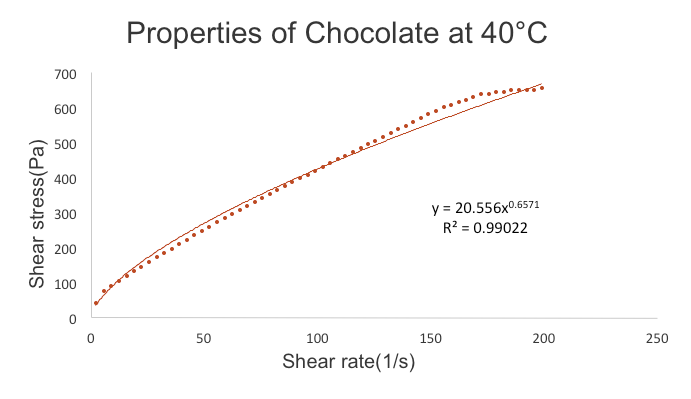 Properties of Chocolate at 40°C
700
600
500
400
300
200
100
0
Shear stress(Pa)
y = 20.556x^0.6571
R² = 0.99022
0 50 100 150 200 250
Shear rate(1/s)